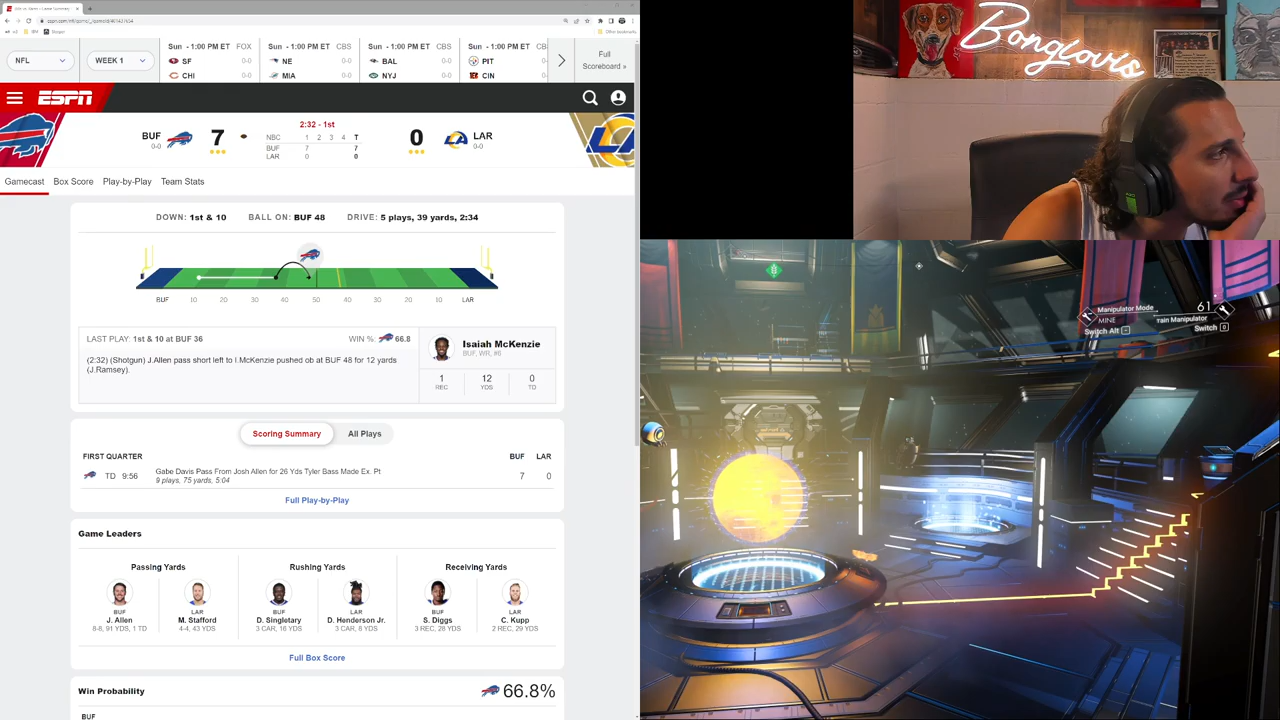 Other bookmarks
Sun - 1:00 PM ET FOX
Sun - 1:00 PM ET CBS
Sun - 1:00 PM ET CBS
Sun - 1:00 PM ET
NFL
WEEK 1
SF 0-0
NE 0-0
BAL 0-0
PIT 0-0
CHI 0-0
MIA 0-0
NYJ 0-0
CIN 0-0
Full
Scoreboard »
ESPN
2:32 - 1st
BUF 7
0-0
NBC 1 2 3 4 T
BUF 7 7
LAR 0 0
0 LAR
0-0
Gamecast Box Score Play-by-Play Team Stats
DOWN: 1st & 10 BALL ON: BUF 48 DRIVE: 5 plays, 39 yards, 2:34
BUF 10 20 30 40 50 40 30 20 10 LAR
LAST PLAY: 1st & 10 at BUF 36 WIN %: 66.8
(2:32) (Shotgun) J.Allen pass short left to I.McKenzie pushed ob at BUF 48 for 12 yards
(J.Ramsey).
Isaiah McKenzie
BUF, WR, #6
1 12 0
REC YDS TD
Scoring Summary All Plays
FIRST QUARTER BUF LAR
TD 9:56 Gabe Davis Pass From Josh Allen for 26 Yds Tyler Bass Made Ex. Pt 7 0
9 plays, 75 yards, 5:04
Full Play-by-Play
Game Leaders
Passing Yards Rushing Yards Receiving Yards
BUF LAR BUF LAR BUF LAR
J. Allen M. Stafford D. Singletary D. Henderson Jr. S. Diggs C. Kupp
8-8, 91 YDS, 1 TD 4-4, 43 YDS 3 CAR, 16 YDS 3 CAR, 8 YDS 3 REC, 26 YDS 2 REC, 29 YDS
Full Box Score
Win Probability 66.8%
BUF
Bonglovis
Manipulator Mode
MINE
Switch Alt
61
rrain Manipulator
Switch